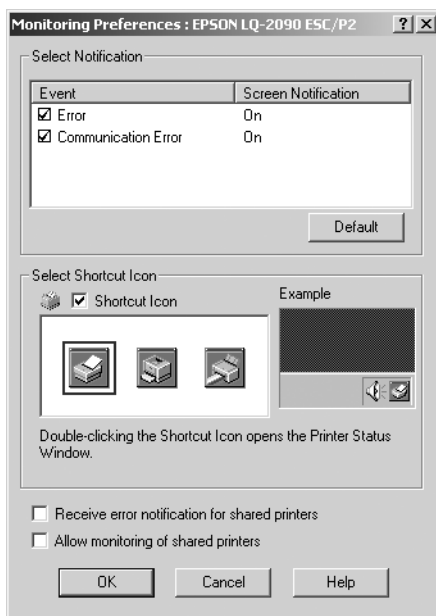 Monitoring Preferences : EPSON LQ-2090 ESC/P2
Select Notification
Event Screen Notification
Error On
Communication Error On
Default
Select Shortcut Icon
Shortcut Icon
Example
Double-clicking the Shortcut Icon opens the Printer Status
Window.
Receive error notification for shared printers
Allow monitoring of shared printers
OK Cancel Help